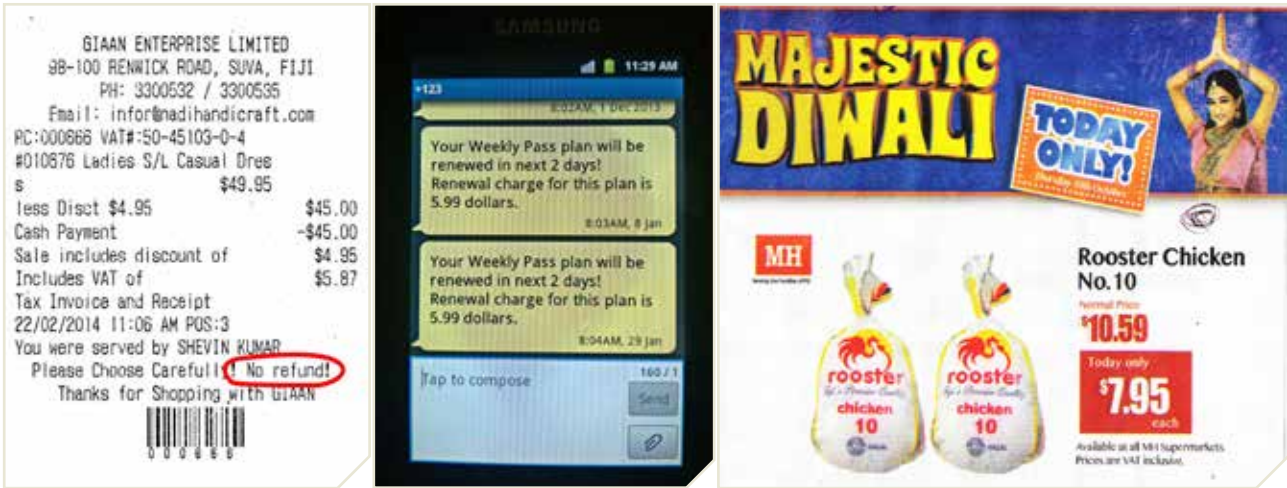 GIAAN ENTERPRISE LIMITED
98-100 RENWICK ROAD, SUVA, FIJI
PH: 3300532 / 3300535
Email: infor@nadihandicraft.com
RC:000666 VAT#:50-45103-0-4
#010676 Ladies S/L Casual Dres
s $49.95
less Disct $4.95 $45.00
Cash Payment -$45.00
Sale includes discount of $4.95
Includes VAT of $5.87
Tax Invoice and Receipt
22/02/2014 11:06 AM POS:3
You were served by SHEVIN KUMAR
Please Choose Carefully! No refund!
Thanks for Shopping with GIAAN
000666
SAMSUNG
11:29 AM
+123
8:02AM, 1 Dec 2013
Your Weekly Pass plan will be
renewed in next 2 days!
Renewal charge for this plan is
5.99 dollars.
8:03AM, 8 Jan
Your Weekly Pass plan will be
renewed in next 2 days!
Renewal charge for this plan is
5.99 dollars.
8:04AM, 29 Jan
Tap to compose
160 / 1
Send
MAJESTIC
DIWALI
TODAY
ONLY!
MH
Rooster Chicken
No. 10
Normal Price
$10.59
Today only
$7.95
each
Available at all MH Supermarkets.
Prices are VAT inclusive.
rooster
chicken
10
rooster
chicken
10